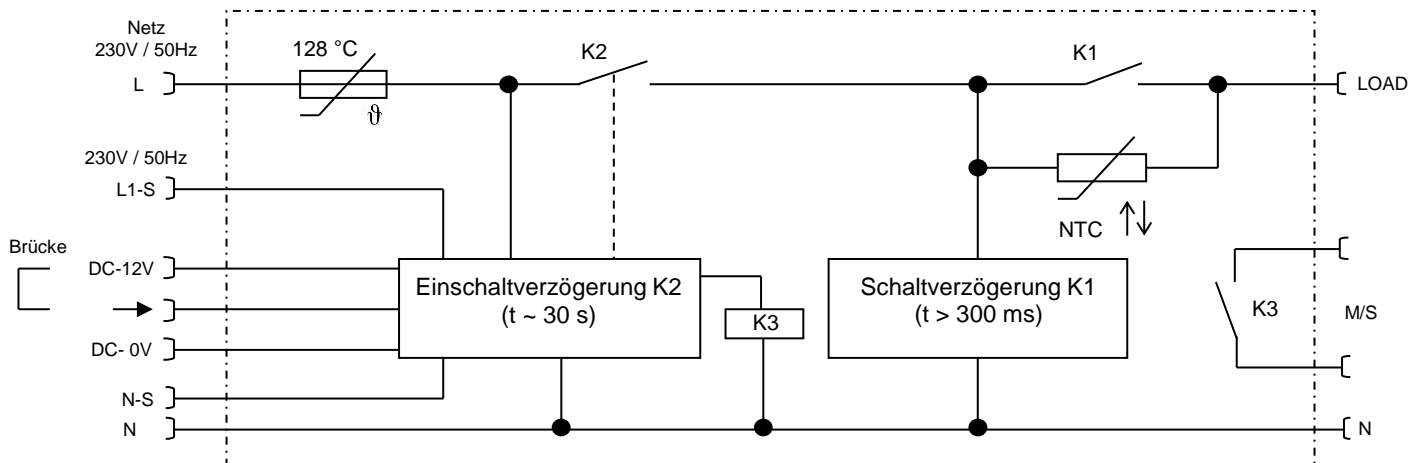 Netz
230V / 50Hz
L
128 °C
ϑ
K2
K1
LOAD
230V / 50Hz
L1-S
NTC
Brücke
DC-12V
Einschaltverzögerung K2
(t ~ 30 s)
K3
Schaltverzögerung K1
(t > 300 ms)
K3
M/S
DC- 0V
N-S
N
N